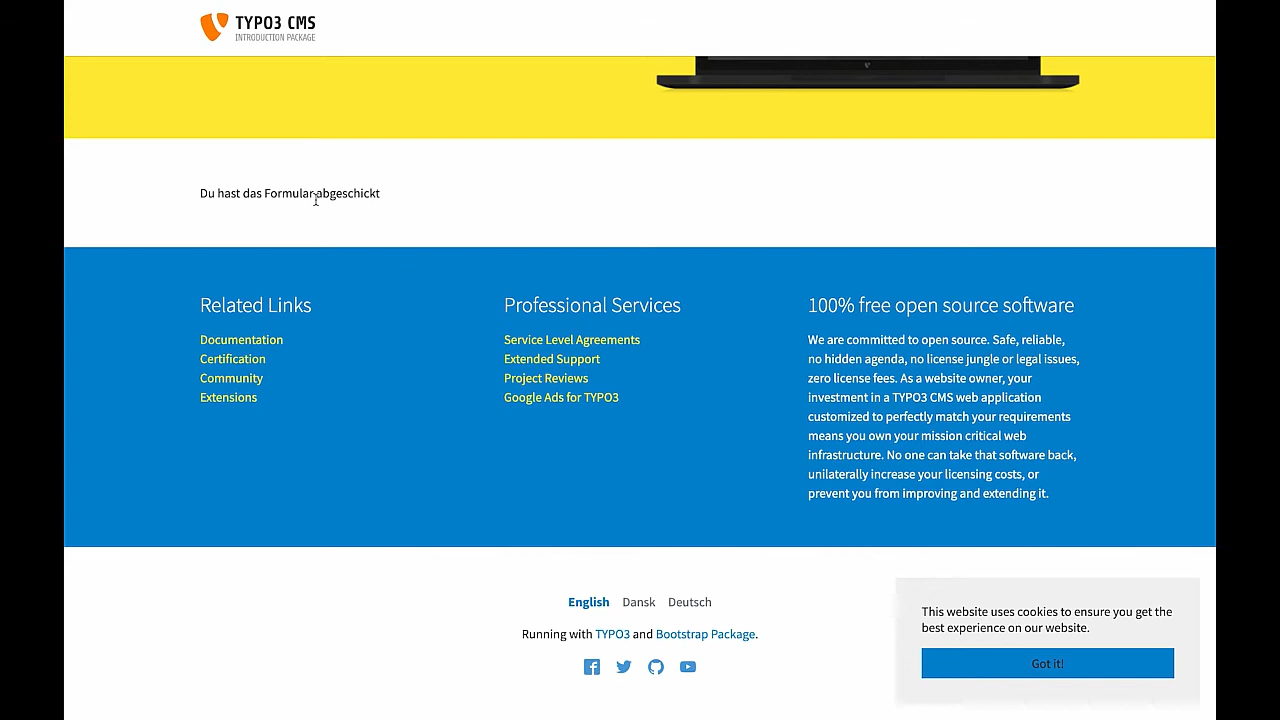 TYPO3 CMS
INTRODUCTION PACKAGE
Du hast das Formular abgeschickt
Related Links
Documentation
Certification
Community
Extensions
Professional Services
Service Level Agreements
Extended Support
Project Reviews
Google Ads for TYPO3
100% free open source software
We are committed to open source. Safe, reliable,
no hidden agenda, no license jungle or legal issues,
zero license fees. As a website owner, your
investment in a TYPO3 CMS web application
customized to perfectly match your requirements
means you own your mission critical web
infrastructure. No one can take that software back,
unilaterally increase your licensing costs, or
prevent you from improving and extending it.
English Dansk Deutsch
Running with TYPO3 and Bootstrap Package.
This website uses cookies to ensure you get the
best experience on our website.
Got it!